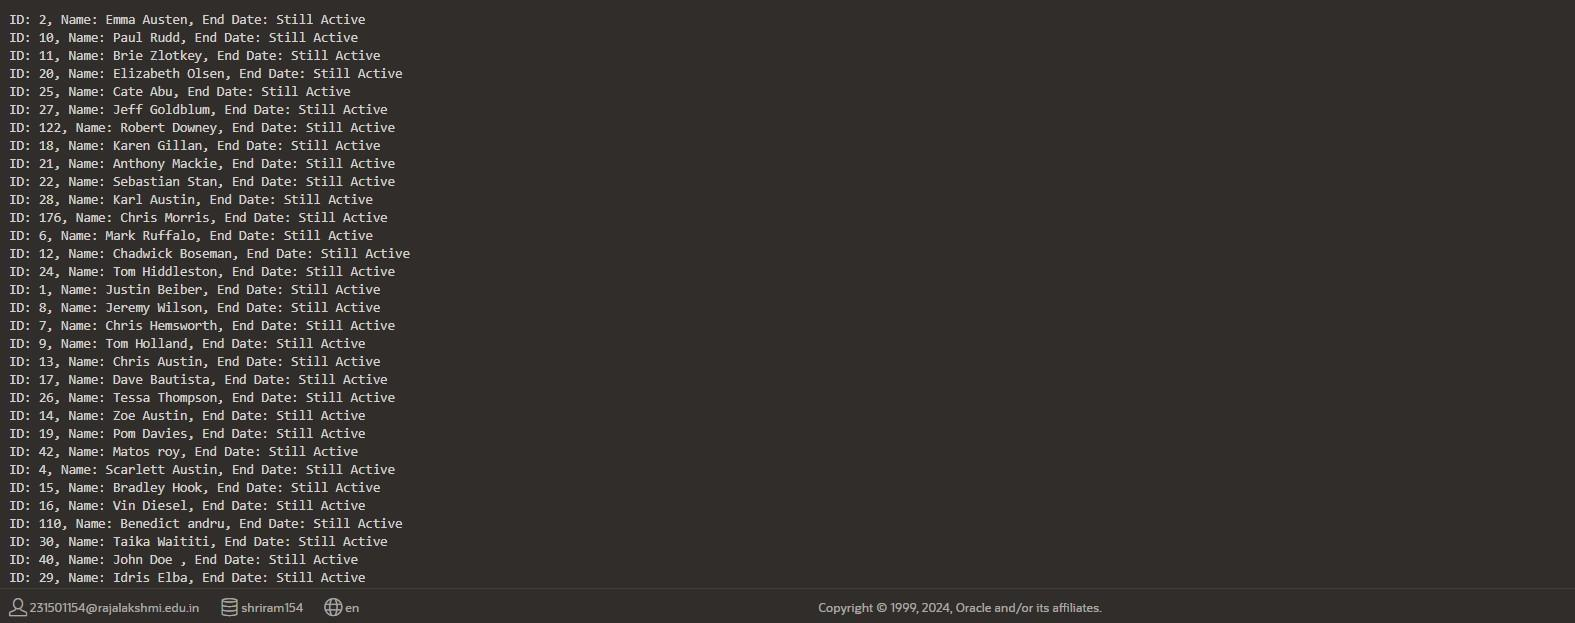 ID: 2, Name: Emma Austen, End Date: Still Active
ID: 10, Name: Paul Rudd, End Date: Still Active
ID: 11, Name: Brie Zlotkey, End Date: Still Active
ID: 20, Name: Elizabeth Olsen, End Date: Still Active
ID: 25, Name: Cate Abu, End Date: Still Active
ID: 27, Name: Jeff Goldblum, End Date: Still Active
ID: 122, Name: Robert Downey, End Date: Still Active
ID: 18, Name: Karen Gillan, End Date: Still Active
ID: 21, Name: Anthony Mackie, End Date: Still Active
ID: 22, Name: Sebastian Stan, End Date: Still Active
ID: 28, Name: Karl Austin, End Date: Still Active
ID: 176, Name: Chris Morris, End Date: Still Active
ID: 6, Name: Mark Ruffalo, End Date: Still Active
ID: 12, Name: Chadwick Boseman, End Date: Still Active
ID: 24, Name: Tom Hiddleston, End Date: Still Active
ID: 1, Name: Justin Beiber, End Date: Still Active
ID: 8, Name: Jeremy Wilson, End Date: Still Active
ID: 7, Name: Chris Hemsworth, End Date: Still Active
ID: 9, Name: Tom Holland, End Date: Still Active
ID: 13, Name: Chris Austin, End Date: Still Active
ID: 17, Name: Dave Bautista, End Date: Still Active
ID: 26, Name: Tessa Thompson, End Date: Still Active
ID: 14, Name: Zoe Austin, End Date: Still Active
ID: 19, Name: Pom Davies, End Date: Still Active
ID: 42, Name: Matos roy, End Date: Still Active
ID: 4, Name: Scarlett Austin, End Date: Still Active
ID: 15, Name: Bradley Hook, End Date: Still Active
ID: 16, Name: Vin Diesel, End Date: Still Active
ID: 110, Name: Benedict andru, End Date: Still Active
ID: 30, Name: Taika Waititi, End Date: Still Active
ID: 40, Name: John Doe , End Date: Still Active
ID: 29, Name: Idris Elba, End Date: Still Active
231501154@rajalakshmi.edu.in shriram154 en Copyright © 1999, 2024, Oracle and/or its affiliates.